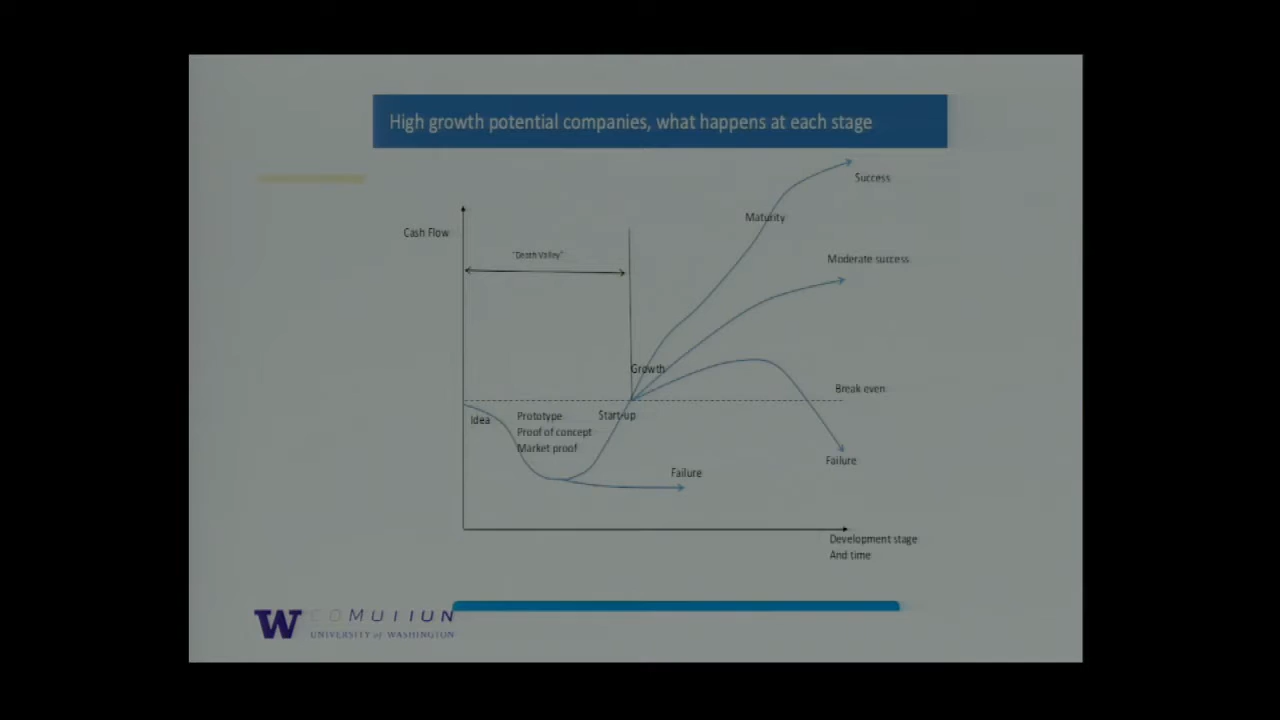 High growth potential companies, what happens at each stage
Success
Maturity
Cash Flow
"Death Valley"
Moderate success
Growth
Break even
Idea
Prototype
Start-up
Proof of concept
Market proof
Failure
Failure
Development stage
And time
W
UNIVERSITY of WASHINGTON